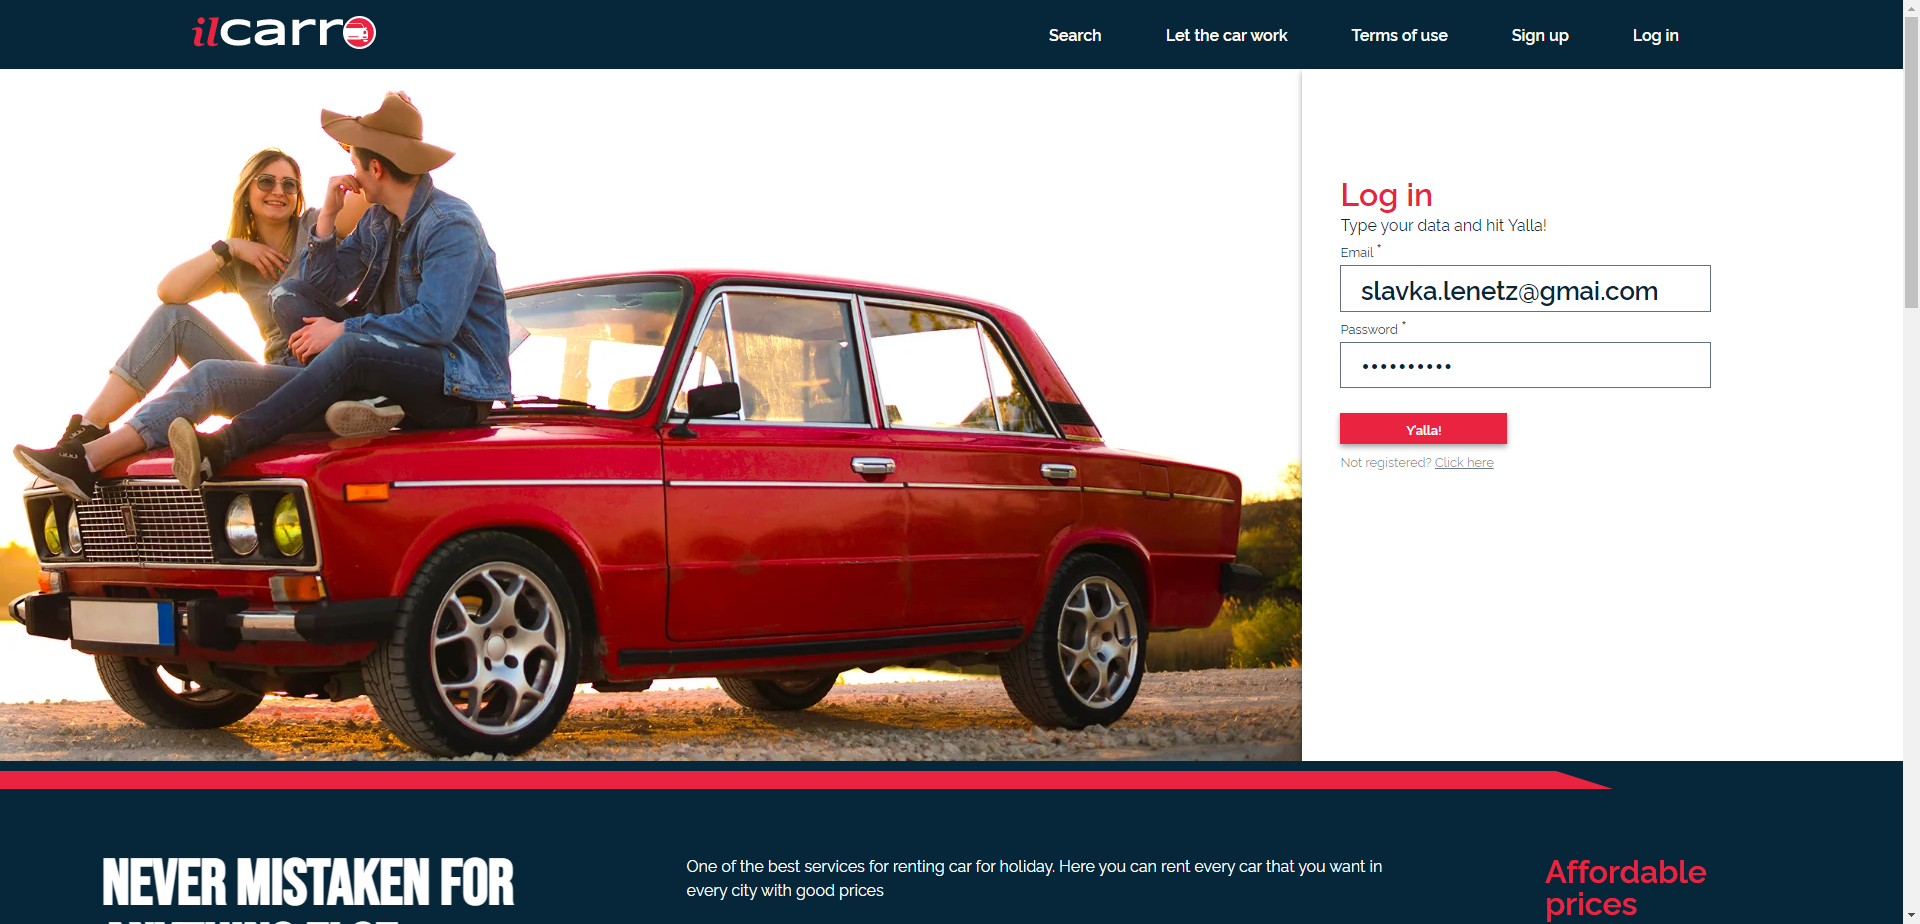 ilcarro
Search Let the car work Terms of use Sign up Log in
Log in
Type your data and hit Yalla!
Email *
slavka.lenetz@gmai.com
Password *
••••••••••
Y'alla!
Not registered? Click here
NEVER MISTAKEN FOR
One of the best services for renting car for holiday. Here you can rent every car that you want in
every city with good prices
Affordable
prices